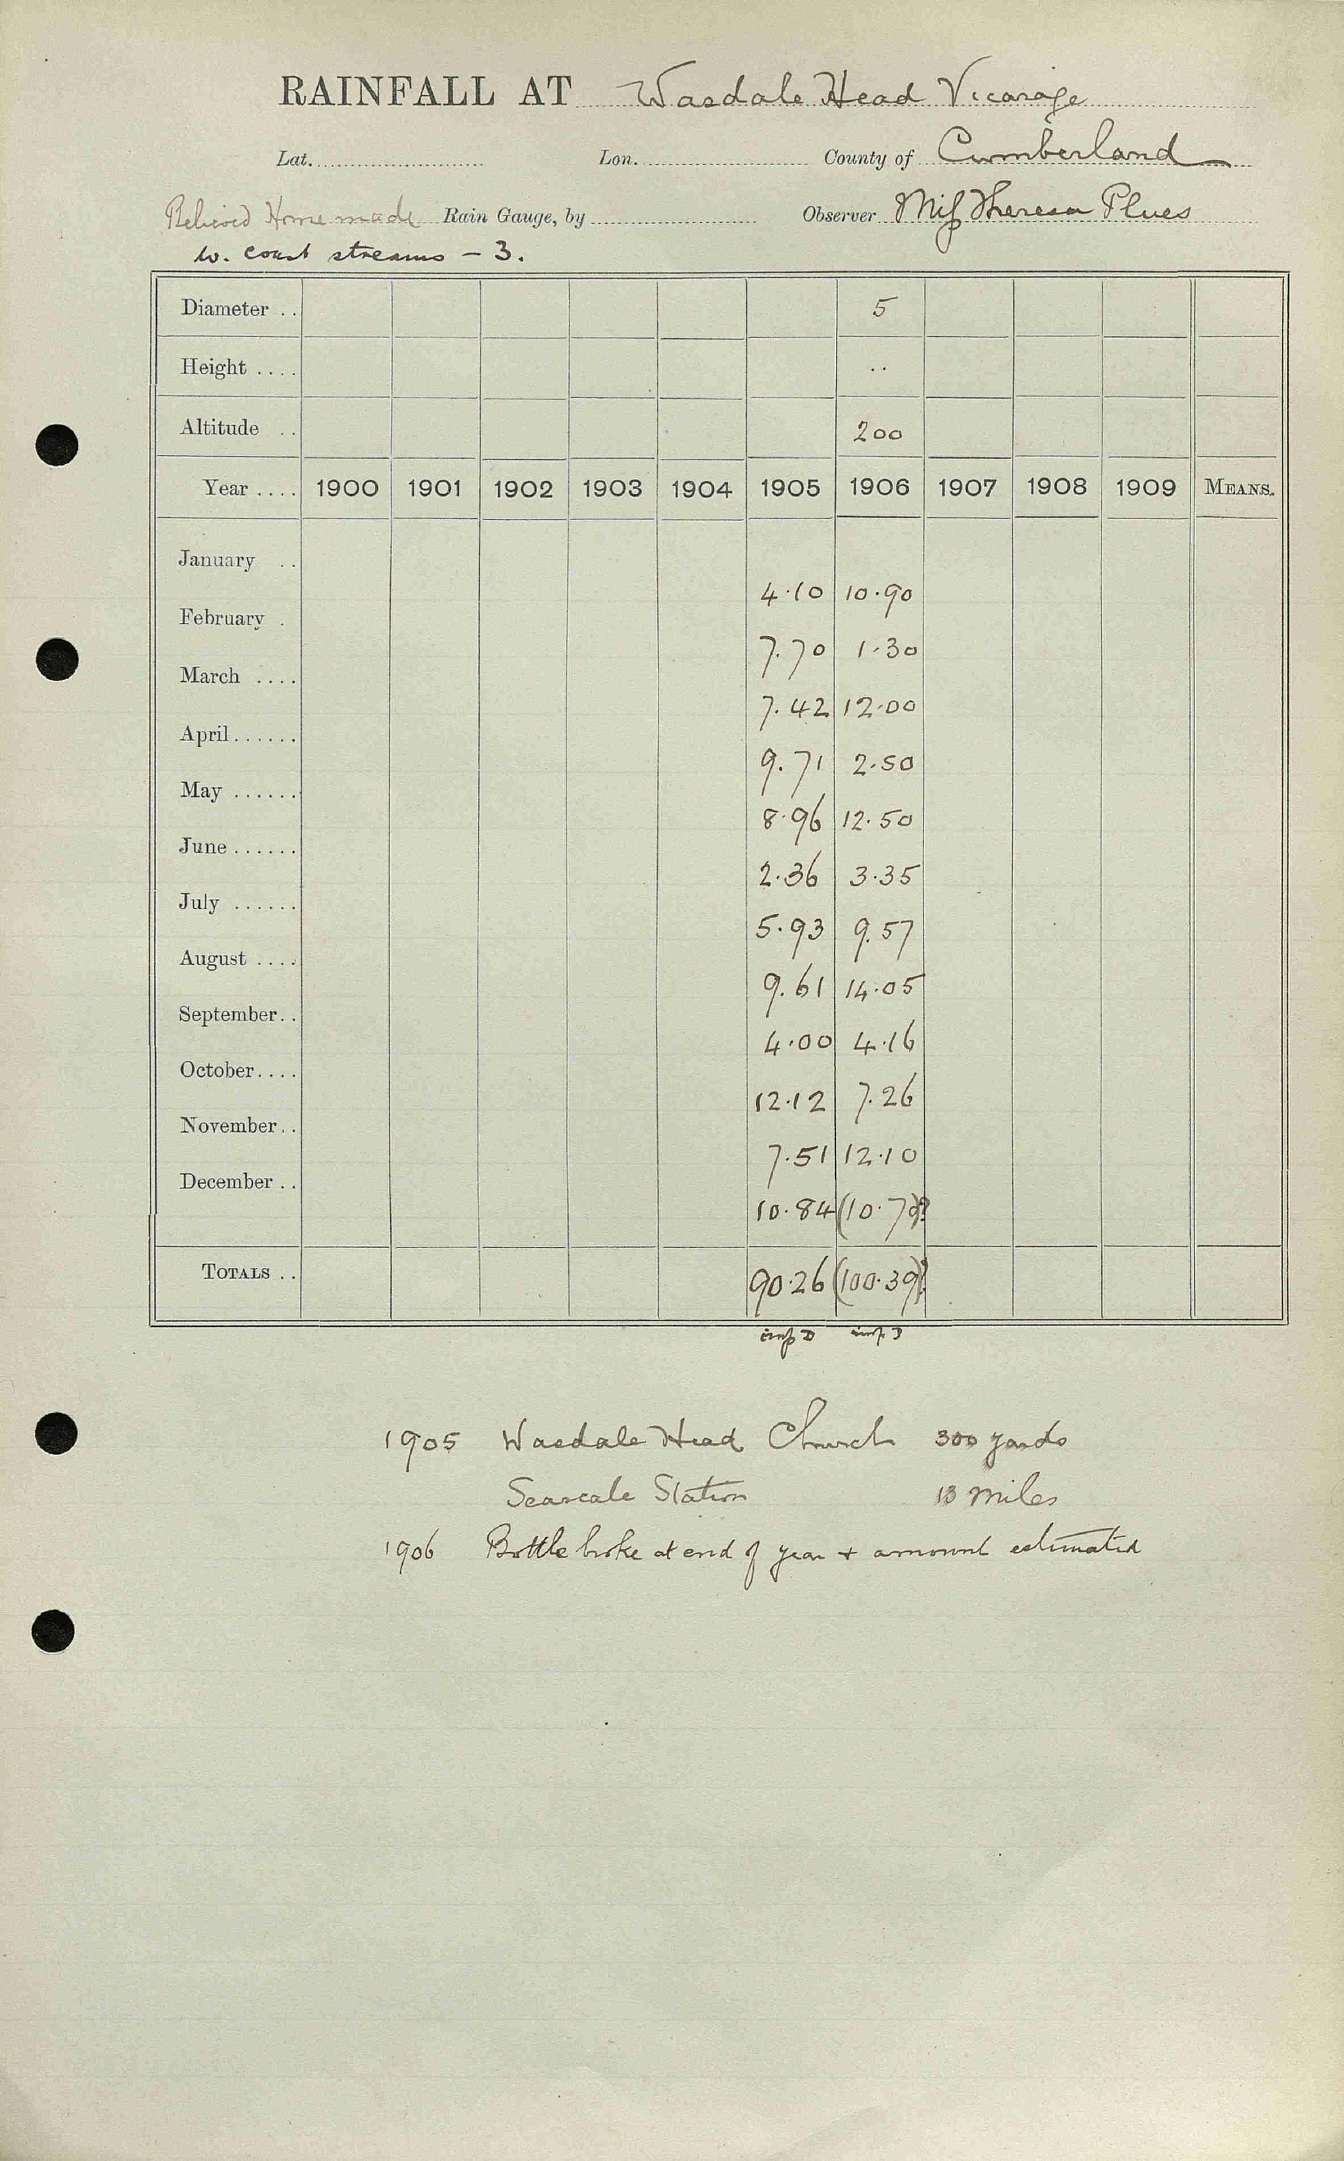 RAINFALL AT Wasdale Head Vicarage
Lat. Lon. County of Cumberland
Believed Home made Rain Gauge, by Observer Miss Theresa Plues
W. coast streams – 3.
Diameter .. 5
Height .... ..
Altitude .. 200
Year .... 1900 1901 1902 1903 1904 1905 1906 1907 1908 1909 MEANS.
January .. 4.10 10.90
February . 7.70 1.30
March .... 7.42 12.00
April...... 9.71 2.50
May ...... 8.96 12.50
June ...... 2.36 3.35
July ...... 5.93 9.57
August .... 9.61 14.05
September.. 4.00 4.16
October.... 12.12 7.26
November.. 7.51 12.10
December .. 10.84 (10.70)?
TOTALS .. 90.26 (100.39)?
1905 Wasdale Head Church 300 yards
Seascale Station 13 miles
1906 Bottle broke at end of year + amount estimated